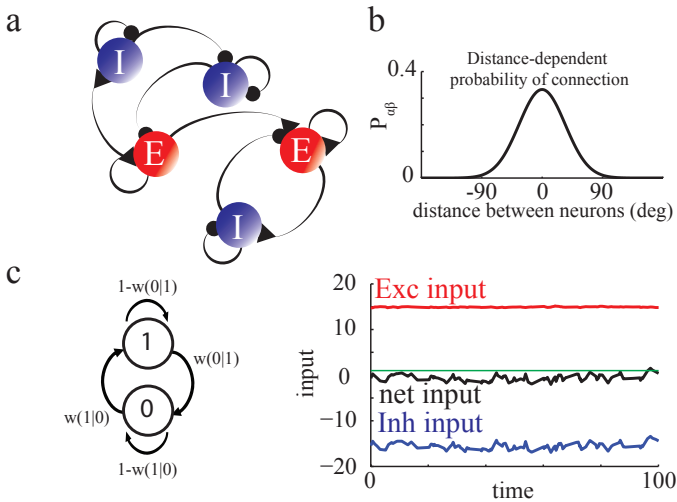 a
I
I
E
E
I
b
Distance-dependent
probability of connection
0.4
0
P_αβ
-90
0
90
distance between neurons (deg)
c
1-w(0|1)
1
w(0|1)
w(1|0)
0
1-w(1|0)
20
10
0
−10
−20
input
Exc input
net input
Inh input
0
100
time